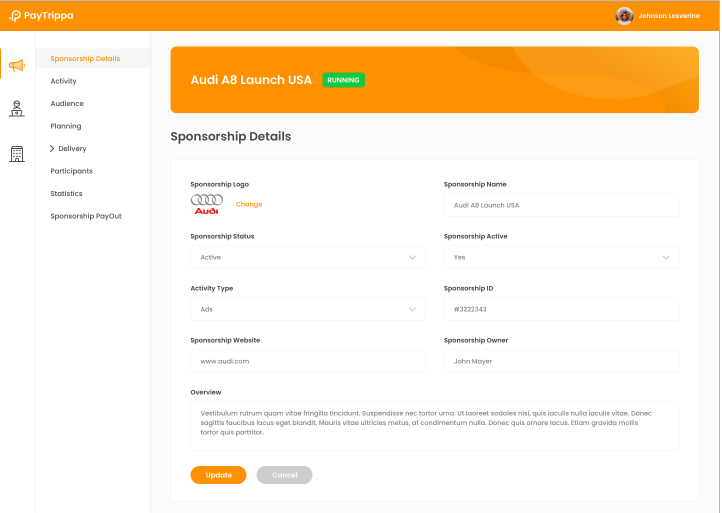 PayTrippa
Johnson Losverine
Sponsorship Details
Activity
Audience
Planning
Delivery
Participants
Statistics
Sponsorship PayOut
Audi A8 Launch USA
RUNNING
Sponsorship Details
Sponsorship Logo
Audi
Change
Sponsorship Name
Audi A8 Launch USA
Sponsorship Status
Active
Sponsorship Active
Yes
Activity Type
Ads
Sponsorship ID
#3222343
Sponsorship Website
www.audi.com
Sponsorship Owner
John Mayer
Overview
Vestibulum rutrum quam vitae fringilla tincidunt. Suspendisse nec tortor urna. Ut laoreet sodales nisi, quis iaculis nulla iaculis vitae. Donec
sagittis faucibus lacus eget blandit. Mauris vitae ultricies metus, at condimentum nulla. Donec quis ornare lacus. Etiam gravida mollis
tortor quis porttitor.
Update
Cancel